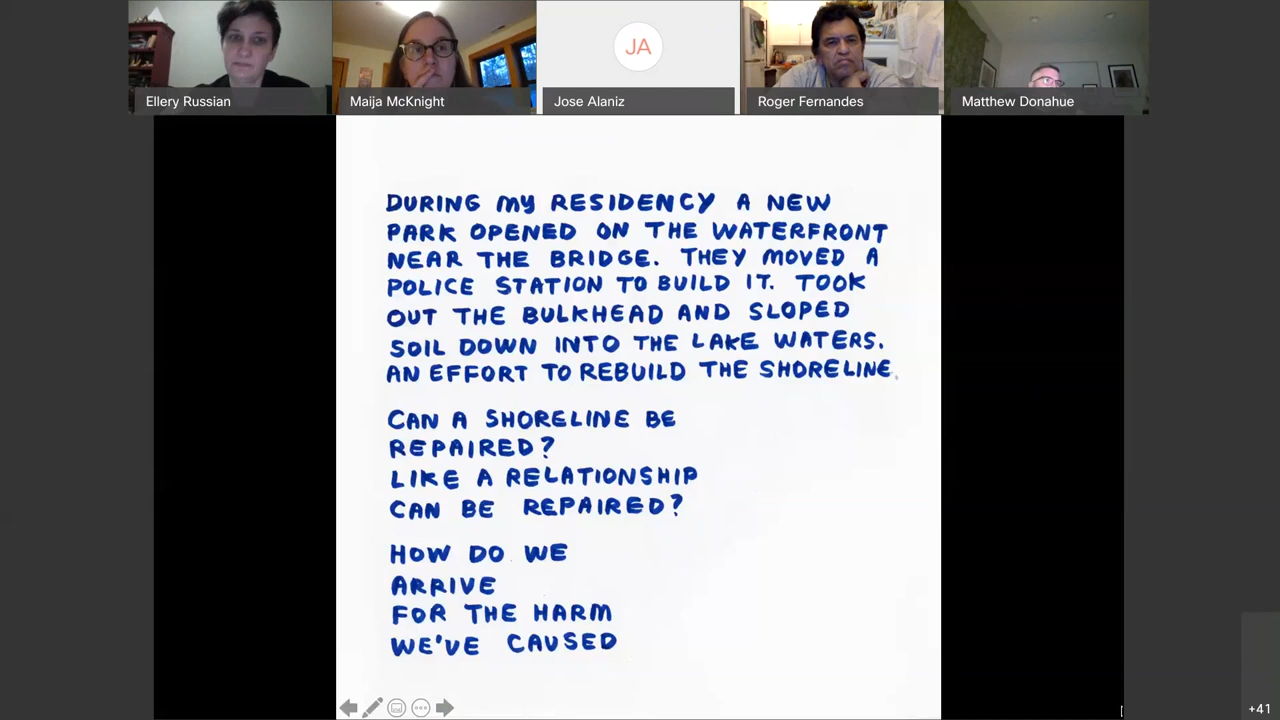 JA
Ellery Russian
Maija McKnight
Jose Alaniz
Roger Fernandes
Matthew Donahue
DURING MY RESIDENCY A NEW
PARK OPENED ON THE WATERFRONT
NEAR THE BRIDGE. THEY MOVED A
POLICE STATION TO BUILD IT. TOOK
OUT THE BULKHEAD AND SLOPED
SOIL DOWN INTO THE LAKE WATERS.
AN EFFORT TO REBUILD THE SHORELINE.
CAN A SHORELINE BE
REPAIRED?
LIKE A RELATIONSHIP
CAN BE REPAIRED?
HOW DO WE
ARRIVE
FOR THE HARM
WE'VE CAUSED
+41